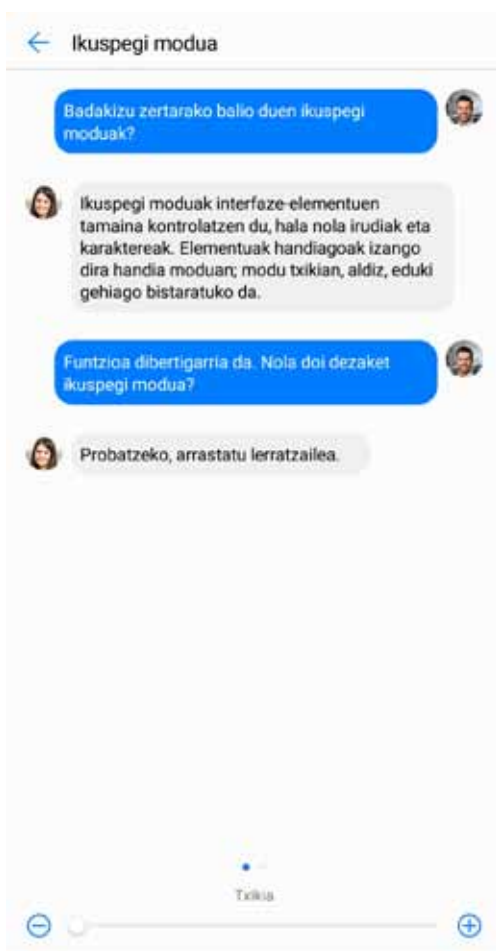 Ikuspegi modua
Badakizu zertarako balio duen ikuspegi
moduak?
Ikuspegi moduak interfaze-elementuen
tamaina kontrolatzen du, hala nola irudiak eta
karaktereak. Elementuak handiagoak izango
dira handia moduan; modu txikian, aldiz, eduki
gehiago bistaratuko da.
Funtzioa dibertigarria da. Nola doi dezaket
ikuspegi modua?
Probatzeko, arrastatu lerratzailea.
Txikia